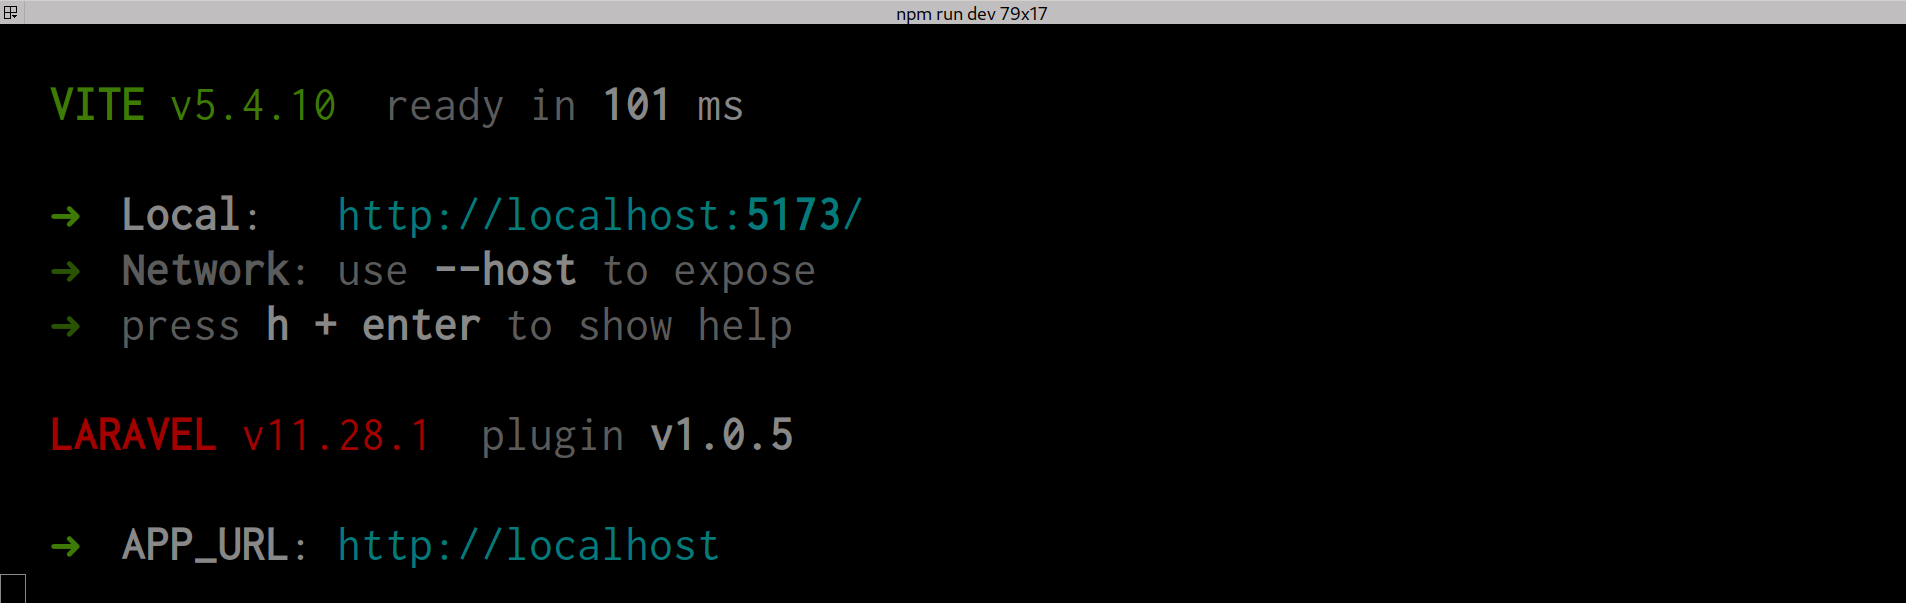 npm run dev 79x17
VITE v5.4.10  ready in 101 ms
➜  Local:   http://localhost:5173/
➜  Network: use --host to expose
➜  press h + enter to show help
LARAVEL v11.28.1  plugin v1.0.5
➜  APP_URL: http://localhost